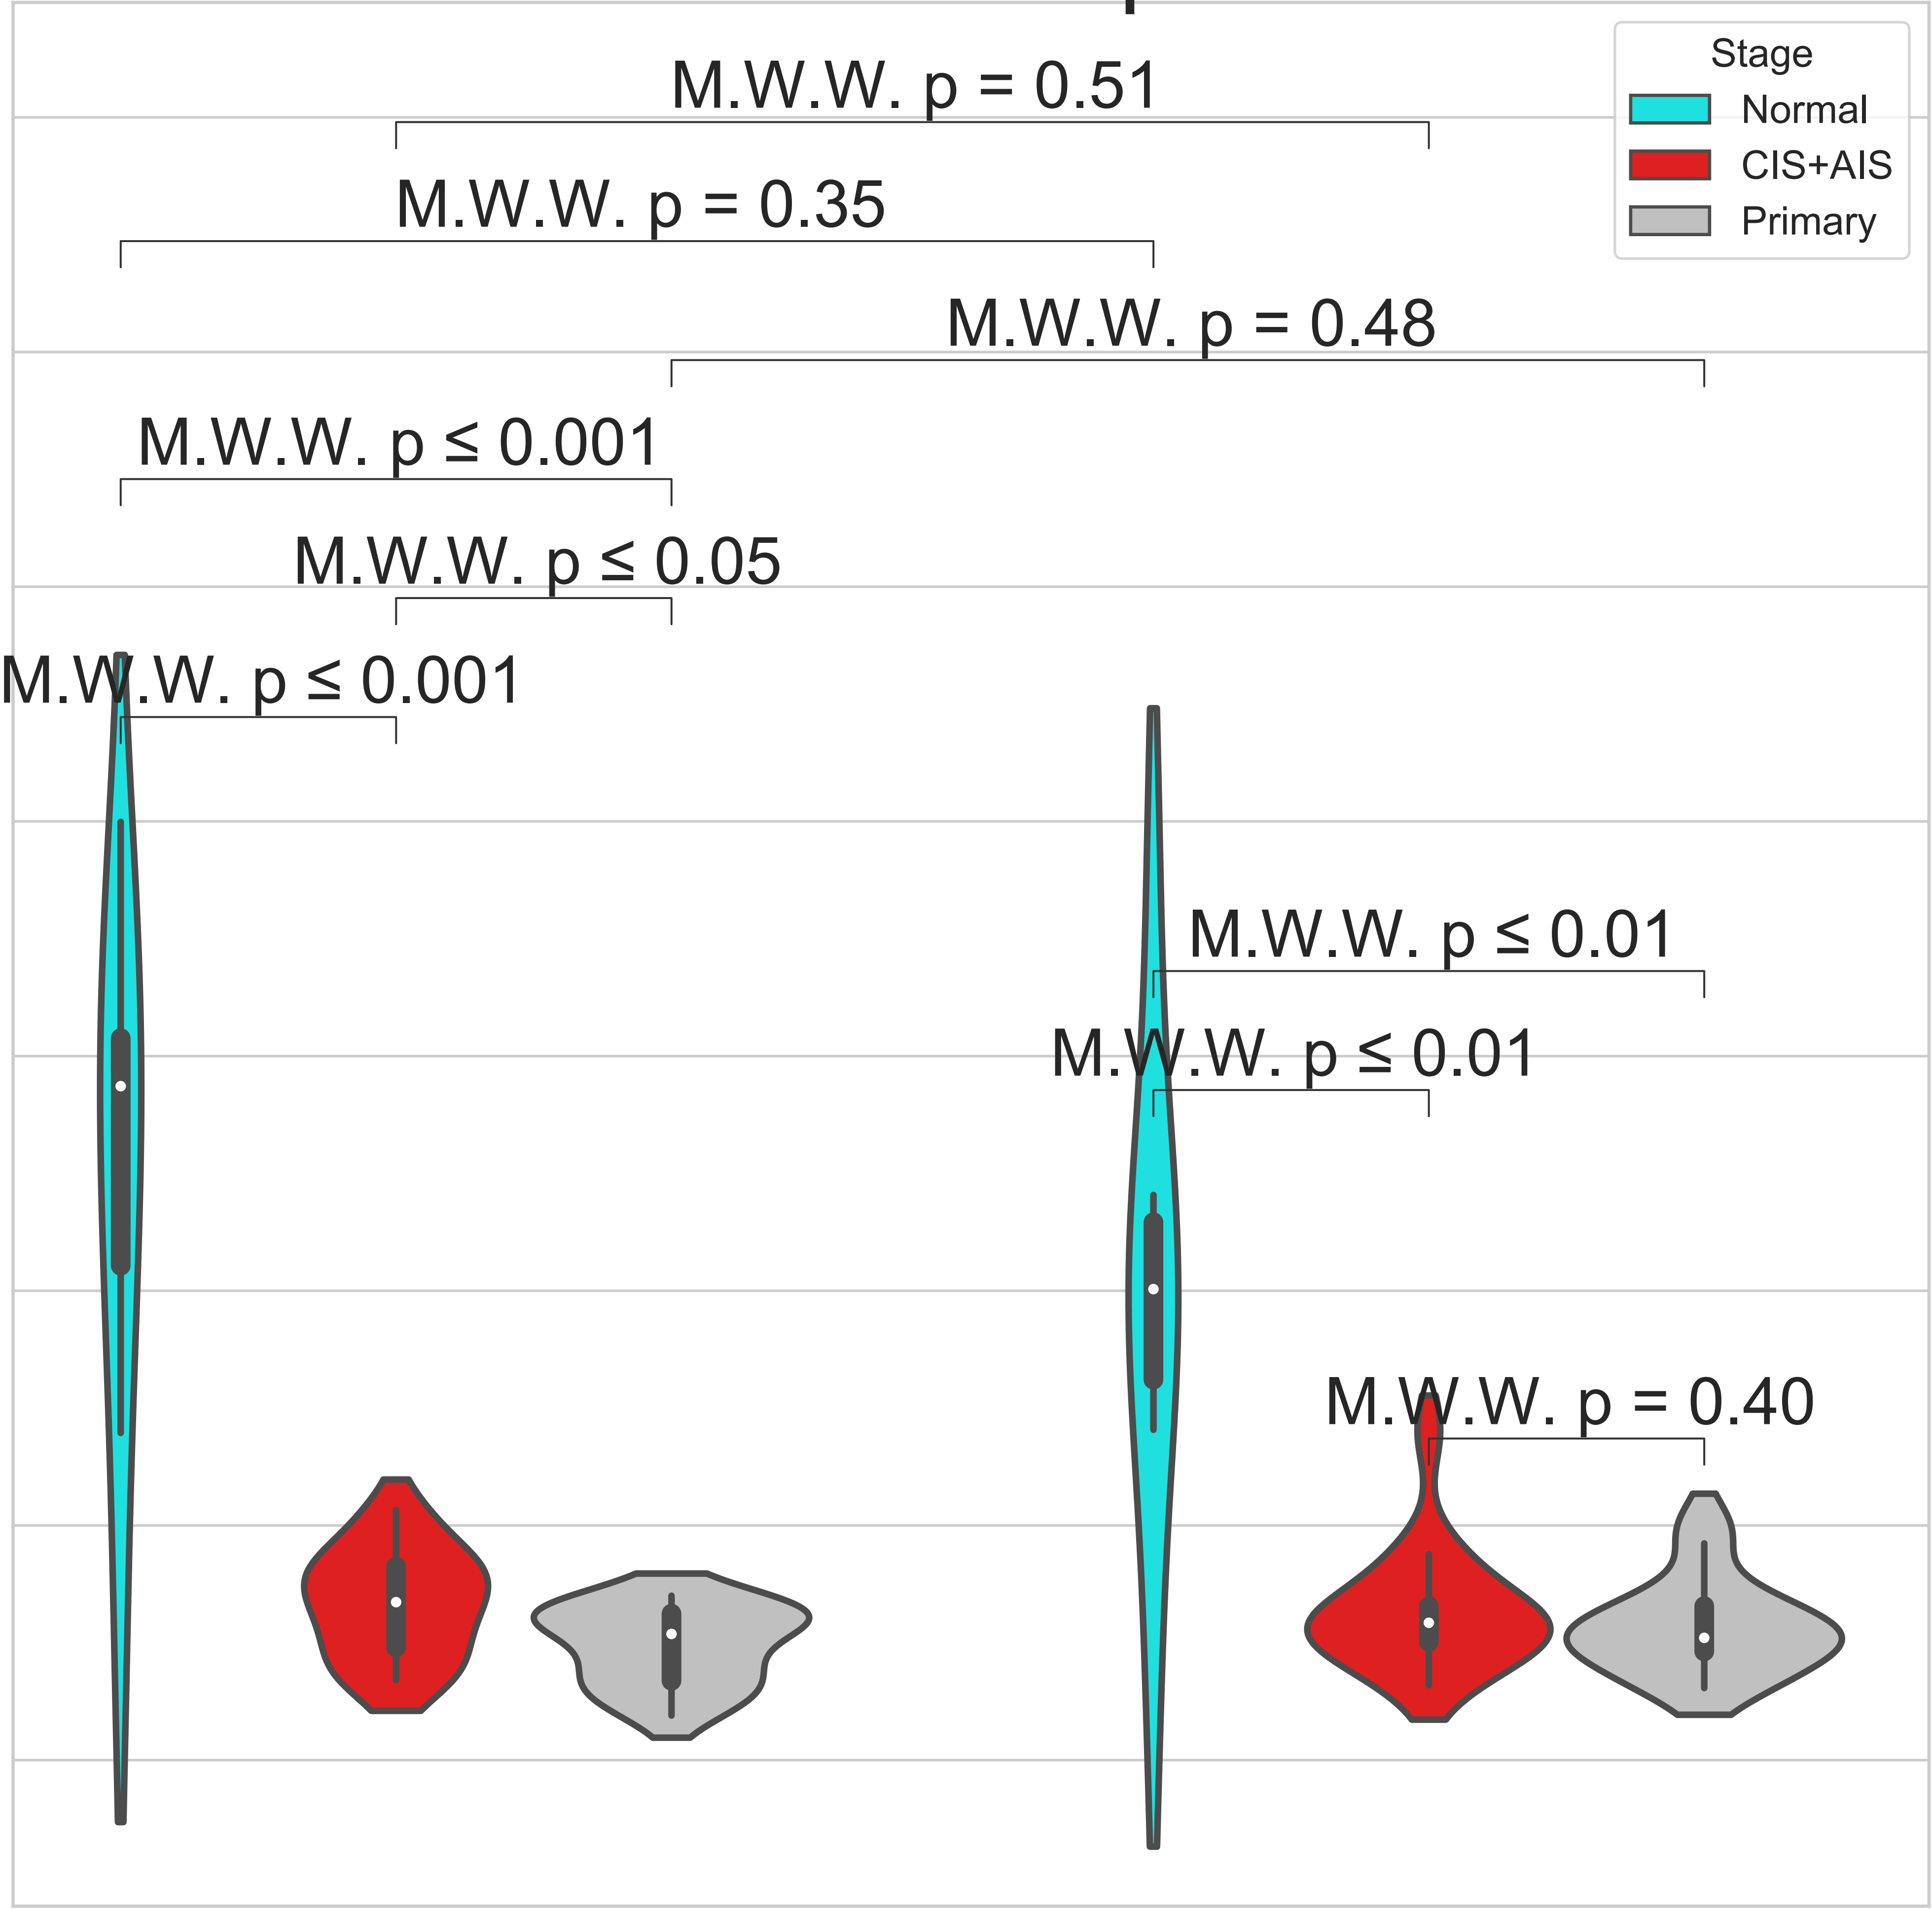 M.W.W. p = 0.51
Stage
Normal
CIS+AIS
Primary
M.W.W. p = 0.35
M.W.W. p = 0.48
M.W.W. p ≤ 0.001
M.W.W. p ≤ 0.05
M.W.W. p ≤ 0.001
M.W.W. p ≤ 0.01
M.W.W. p ≤ 0.01
M.W.W. p = 0.40